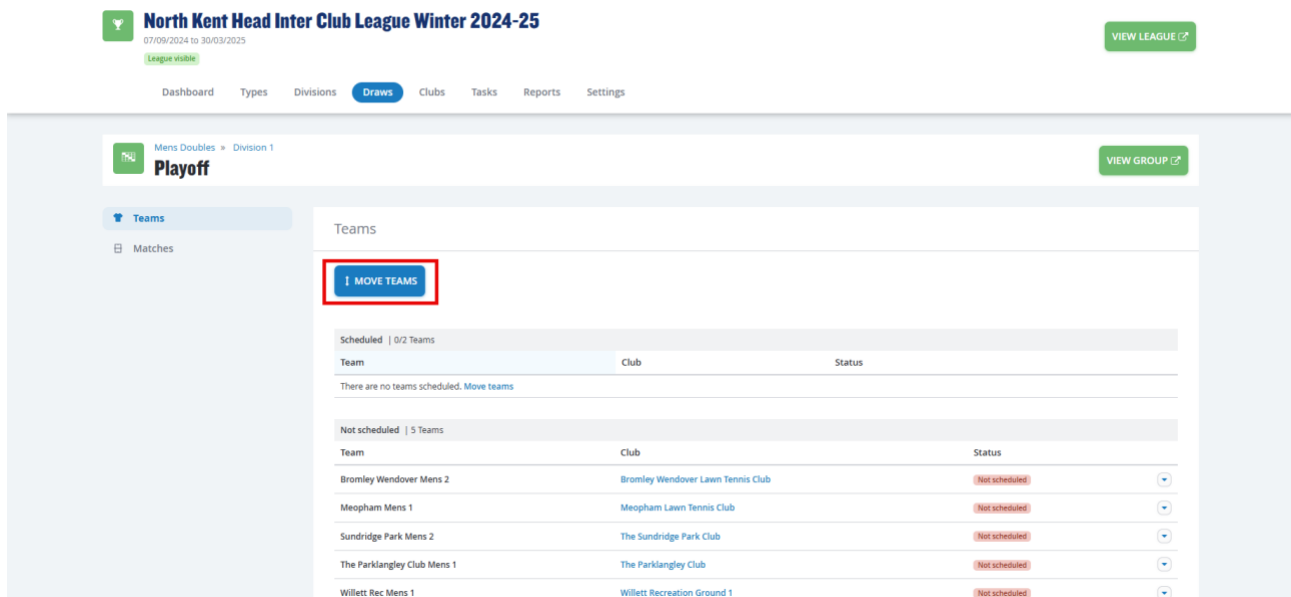 North Kent Head Inter Club League Winter 2024-25
07/09/2024 to 30/03/2025
League visible
VIEW LEAGUE
Dashboard Types Divisions Draws Clubs Tasks Reports Settings
Mens Doubles » Division 1
Playoff
VIEW GROUP
Teams
Matches
Teams
MOVE TEAMS
Scheduled | 0/2 Teams
Team Club Status
There are no teams scheduled. Move teams
Not scheduled | 5 Teams
Team Club Status
Bromley Wendover Mens 2 Bromley Wendover Lawn Tennis Club Not scheduled
Meopham Mens 1 Meopham Lawn Tennis Club Not scheduled
Sundridge Park Mens 2 The Sundridge Park Club Not scheduled
The Parklangley Club Mens 1 The Parklangley Club Not scheduled
Willett Rec Mens 1 Willett Recreation Ground 1 Not scheduled